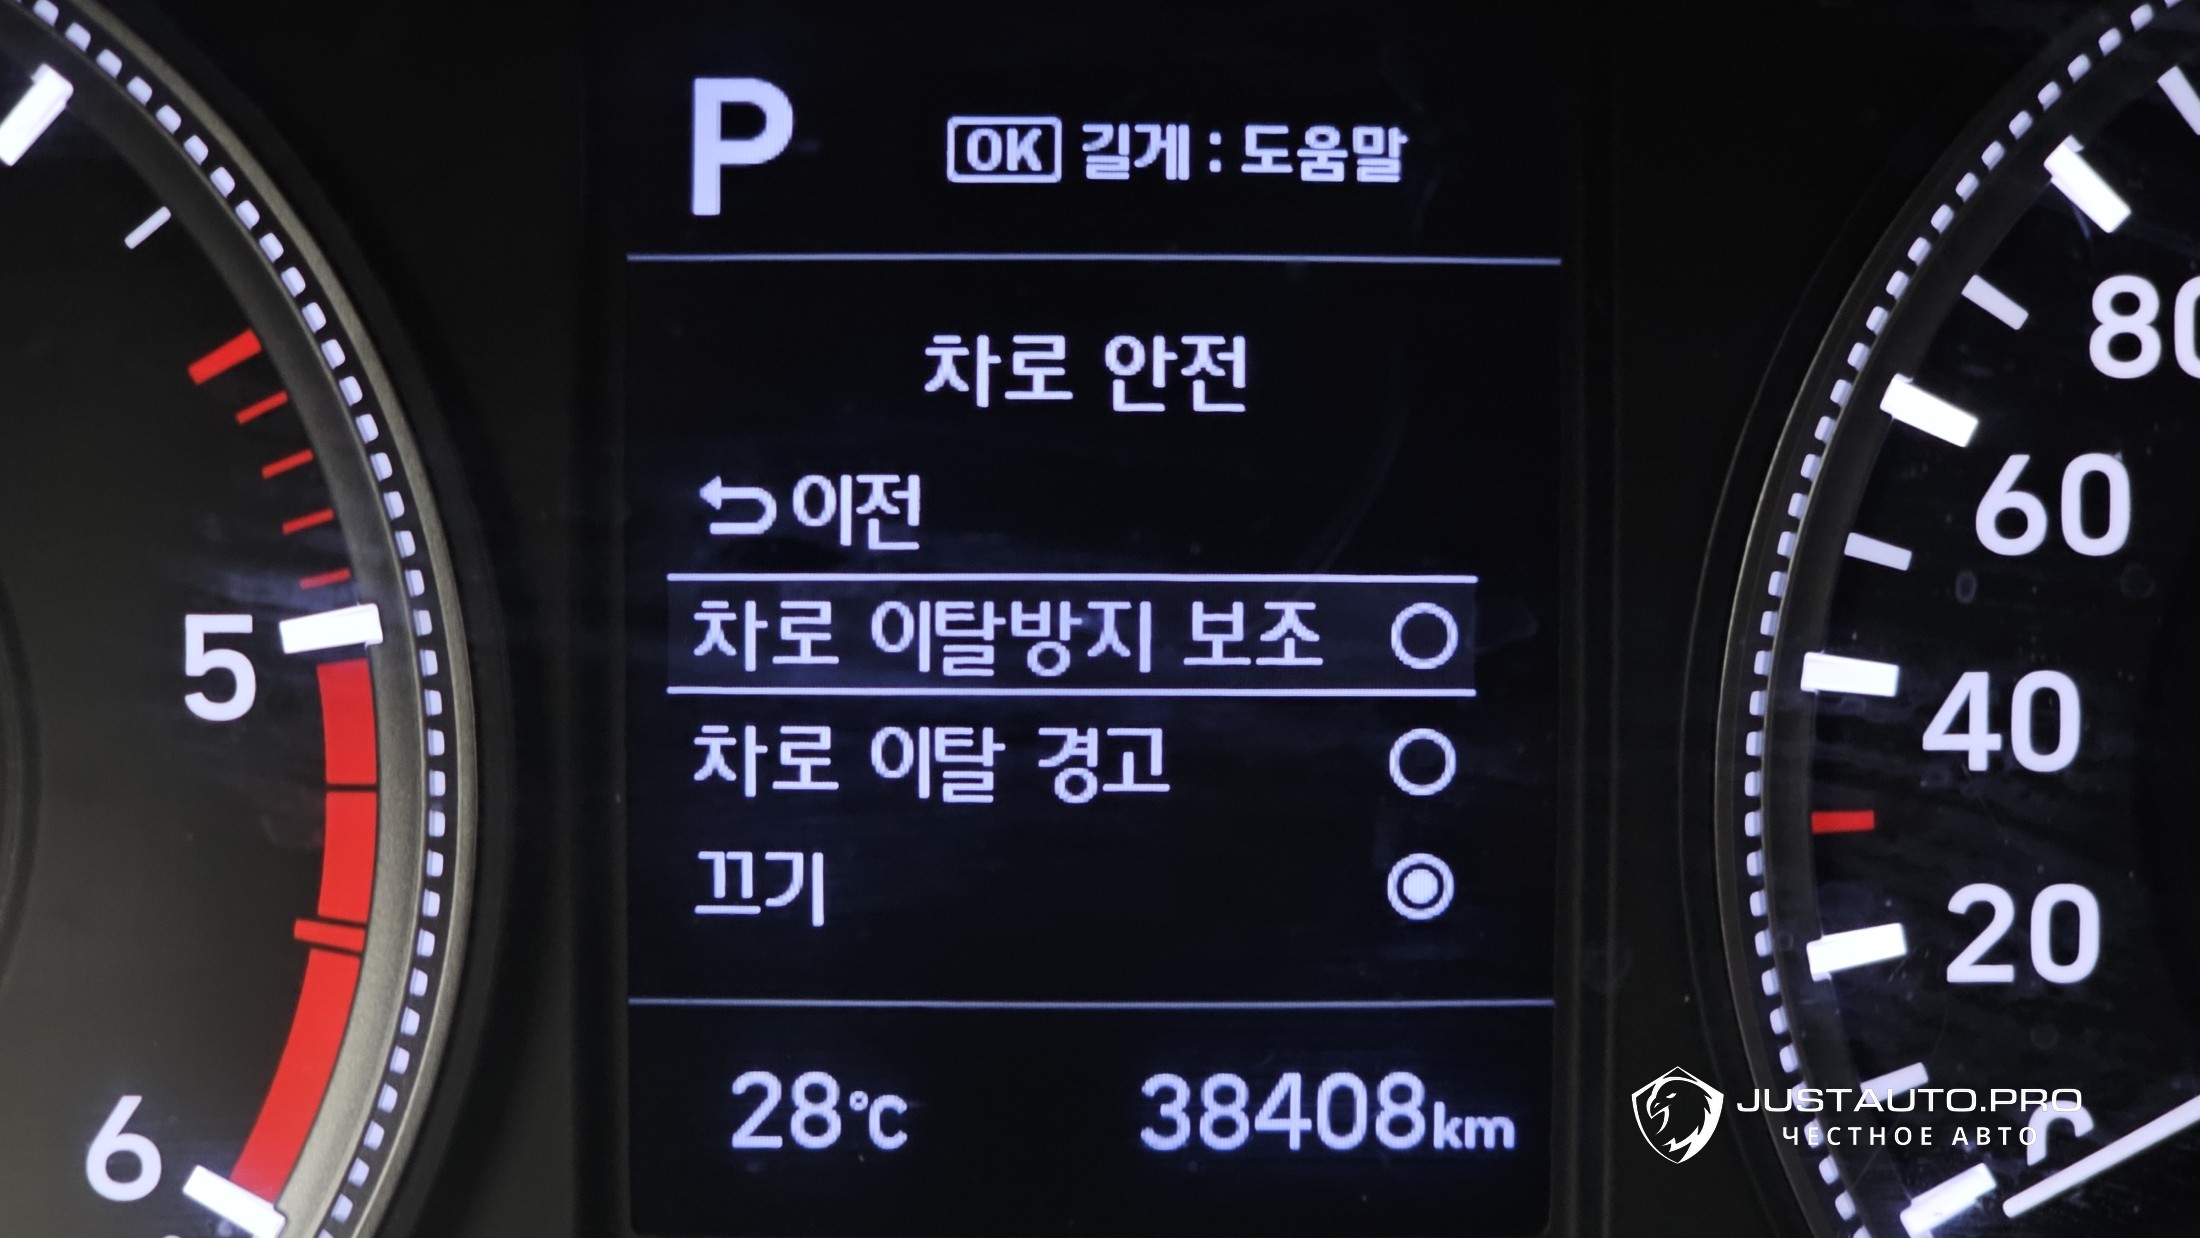 P
OK 길게 : 도움말
차로 안전
이전
차로 이탈방지 보조
차로 이탈 경고
끄기
28°C
38408km
5
6
80
60
40
20
JUSTAUTO.PRO
ЧЕСТНОЕ АВТО